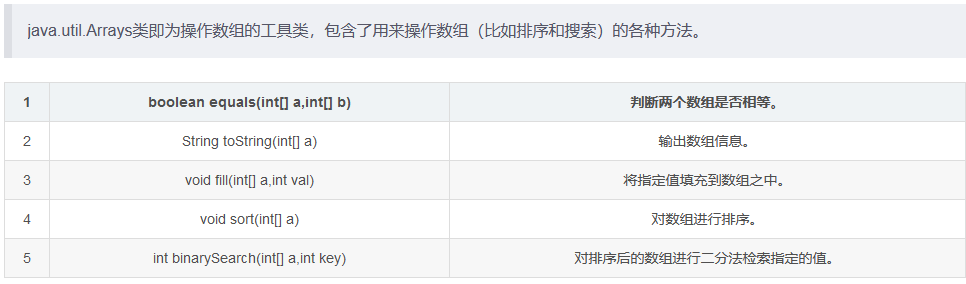 java.util.Arrays类即为操作数组的工具类，包含了用来操作数组（比如排序和搜索）的各种方法。
1 boolean equals(int[] a,int[] b) 判断两个数组是否相等。
2 String toString(int[] a) 输出数组信息。
3 void fill(int[] a,int val) 将指定值填充到数组之中。
4 void sort(int[] a) 对数组进行排序。
5 int binarySearch(int[] a,int key) 对排序后的数组进行二分法检索指定的值。